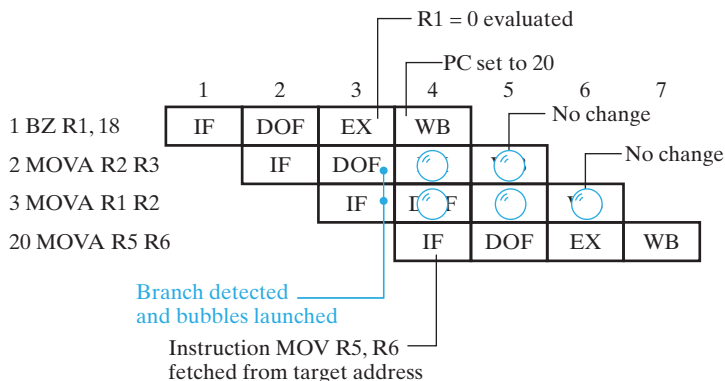 R1 = 0 evaluated
PC set to 20
1 2 3 4 5 6 7
No change
1 BZ R1, 18 IF DOF EX WB
No change
2 MOVA R2 R3 IF DOF
3 MOVA R1 R2 IF
20 MOVA R5 R6 IF DOF EX WB
Branch detected
and bubbles launched
Instruction MOV R5, R6
fetched from target address